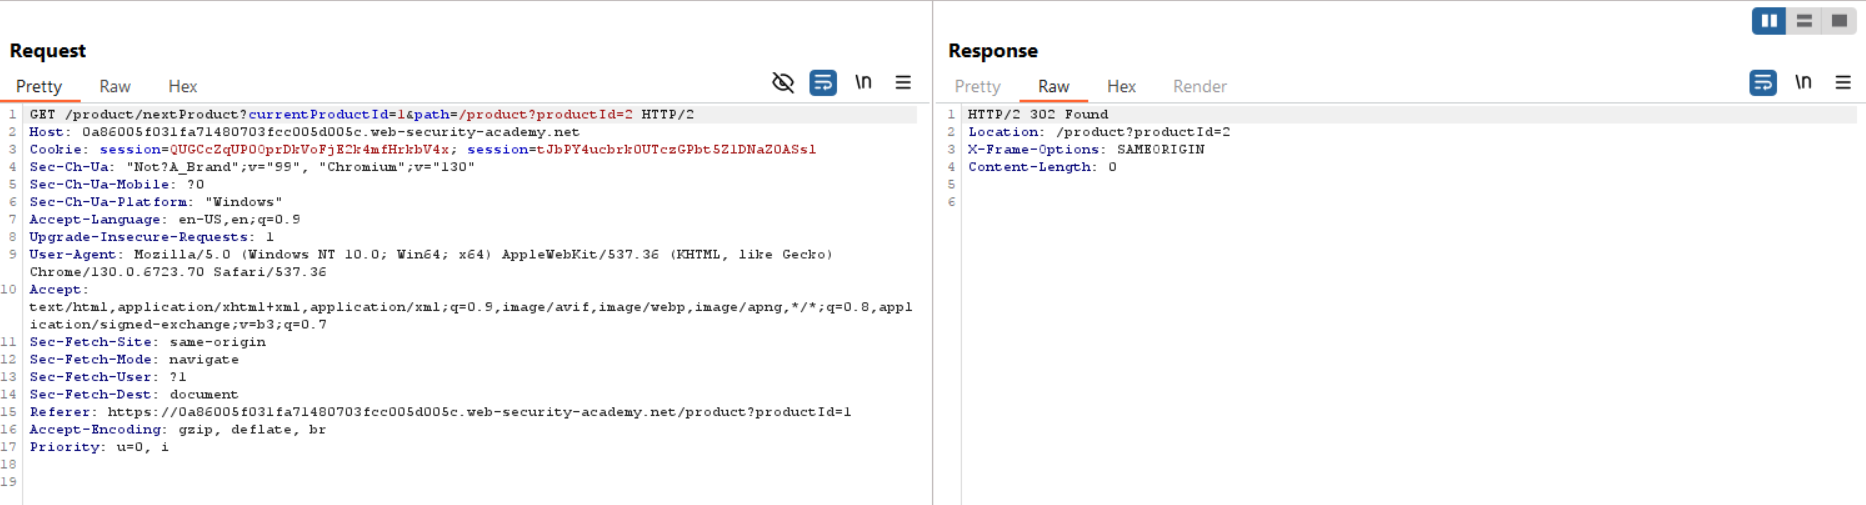 Request
Pretty Raw Hex \n
1 GET /product/nextProduct?currentProductId=1&path=/product?productId=2 HTTP/2
2 Host: 0a86005f031fa71480703fcc005d005c.web-security-academy.net
3 Cookie: session=QUGCcZqUP0OprDkVoFjE2k4mfHrkbV4x; session=tJbPY4ucbrk0UTczGPbt5Z1DNaZ0ASs1
4 Sec-Ch-Ua: "Not?A_Brand";v="99", "Chromium";v="130"
5 Sec-Ch-Ua-Mobile: ?0
6 Sec-Ch-Ua-Platform: "Windows"
7 Accept-Language: en-US,en;q=0.9
8 Upgrade-Insecure-Requests: 1
9 User-Agent: Mozilla/5.0 (Windows NT 10.0; Win64; x64) AppleWebKit/537.36 (KHTML, like Gecko)
Chrome/130.0.6723.70 Safari/537.36
10 Accept:
text/html,application/xhtml+xml,application/xml;q=0.9,image/avif,image/webp,image/apng,*/*;q=0.8,appl
ication/signed-exchange;v=b3;q=0.7
11 Sec-Fetch-Site: same-origin
12 Sec-Fetch-Mode: navigate
13 Sec-Fetch-User: ?1
14 Sec-Fetch-Dest: document
15 Referer: https://0a86005f031fa71480703fcc005d005c.web-security-academy.net/product?productId=1
16 Accept-Encoding: gzip, deflate, br
17 Priority: u=0, i
18
19
Response
Pretty Raw Hex Render \n
1 HTTP/2 302 Found
2 Location: /product?productId=2
3 X-Frame-Options: SAMEORIGIN
4 Content-Length: 0
5
6